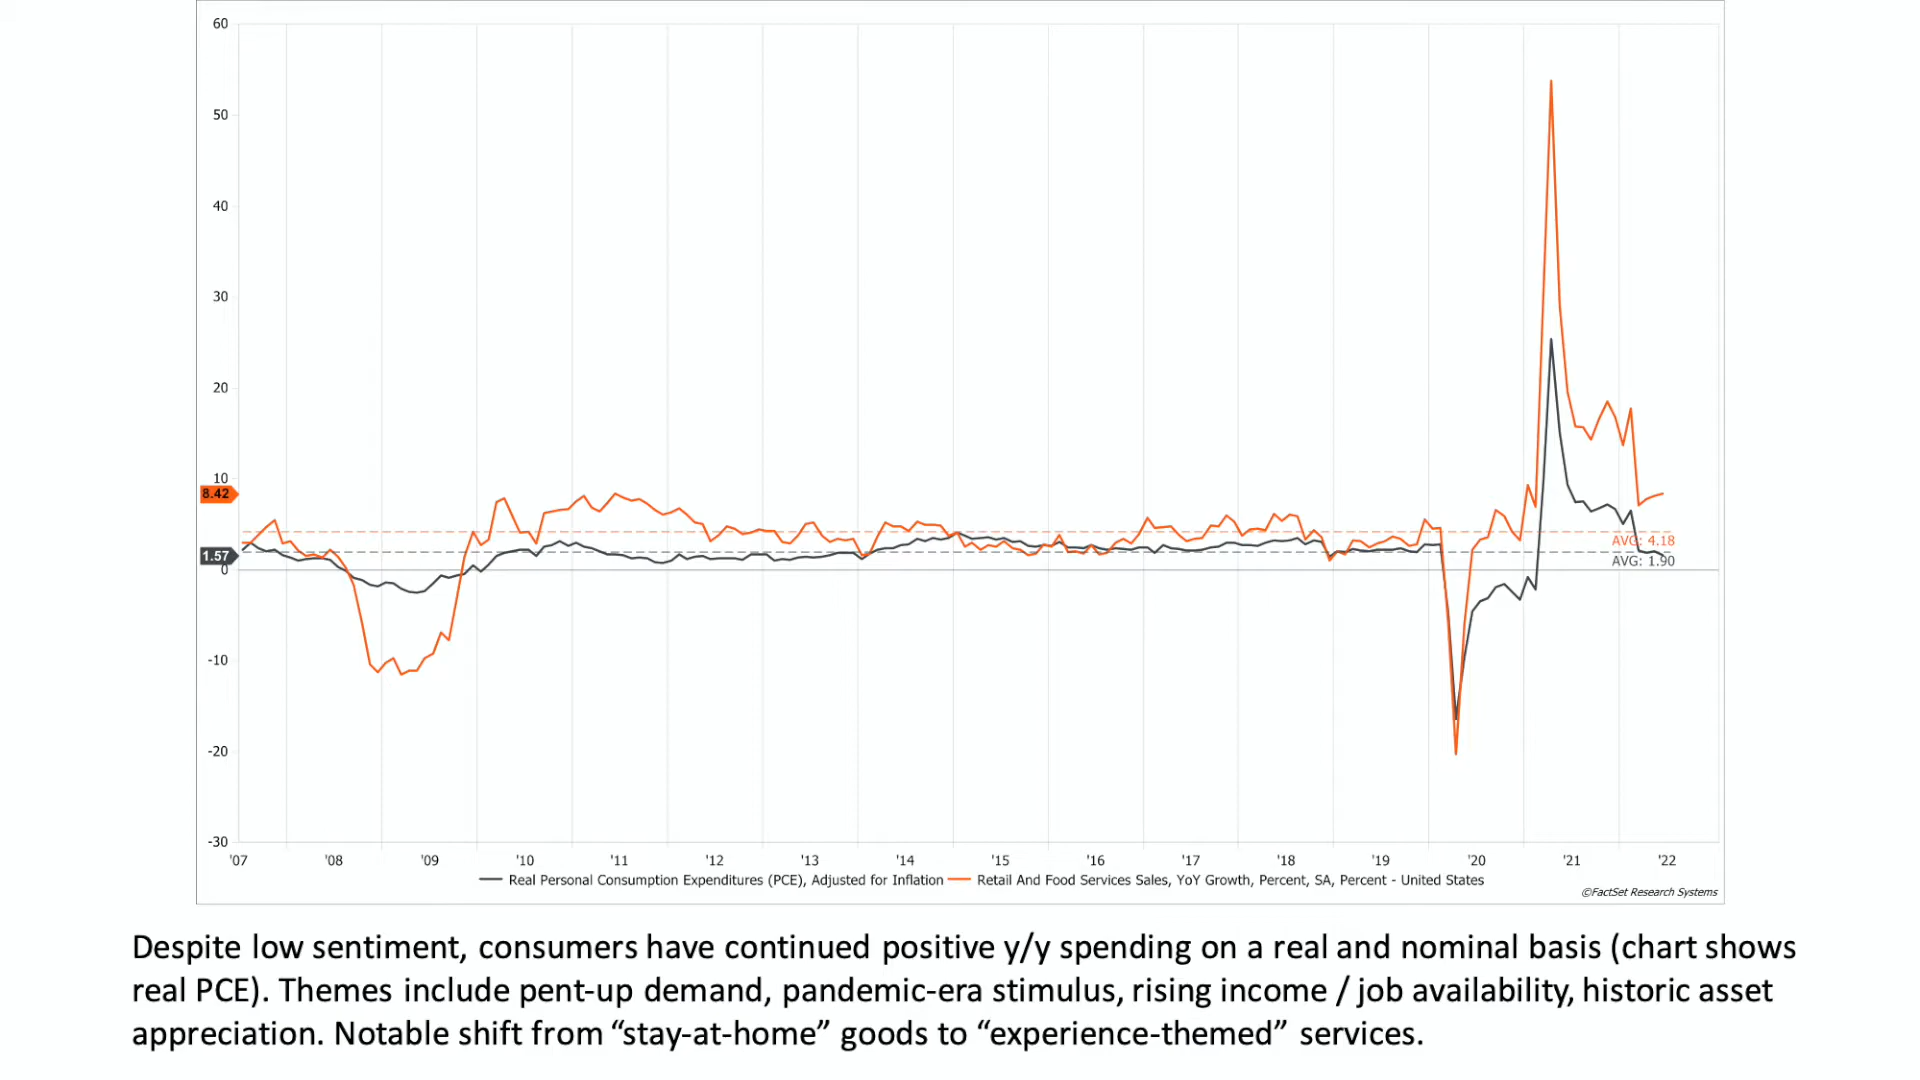 60
50
40
30
20
10
8.42
1.57
0
-10
-20
-30
AVG: 4.18
AVG: 1.90
'07 '08 '09 '10 '11 '12 '13 '14 '15 '16 '17 '18 '19 '20 '21 '22
Real Personal Consumption Expenditures (PCE), Adjusted for Inflation Retail And Food Services Sales, YoY Growth, Percent, SA, Percent - United States
©FactSet Research Systems
Despite low sentiment, consumers have continued positive y/y spending on a real and nominal basis (chart shows
real PCE). Themes include pent-up demand, pandemic-era stimulus, rising income / job availability, historic asset
appreciation. Notable shift from “stay-at-home” goods to “experience-themed” services.